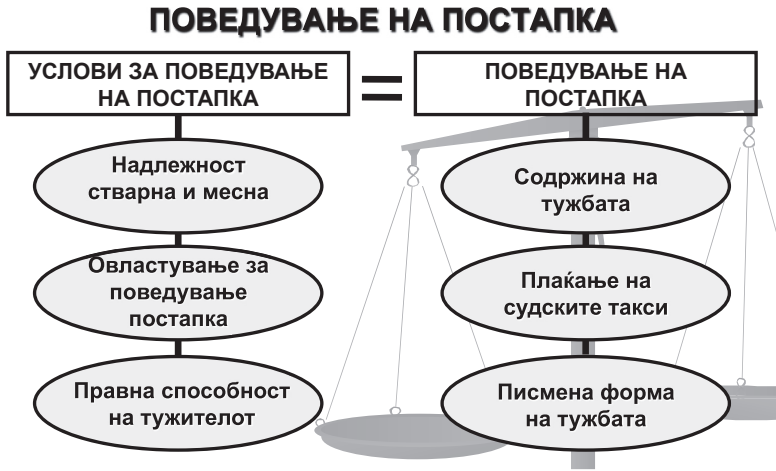 ПОВЕДУВАЊЕ НА ПОСТАПКА
УСЛОВИ ЗА ПОВЕДУВАЊЕ
НА ПОСТАПКА
=
ПОВЕДУВАЊЕ НА
ПОСТАПКА
Надлежност
стварна и месна
Овластување за
поведување
постапка
Правна способност
на тужителот
Содржина на
тужбата
Плаќање на
судските такси
Писмена форма
на тужбата